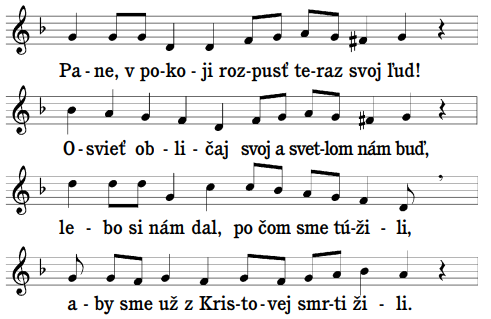 Pa - ne, v po-ko - ji roz-pusť te-raz svoj ľud!
O-svieť ob - li - čaj svoj a svet-lom nám buď,
le - bo si nám dal, po čom sme tú-ži - li,
a-by sme už z Kris-to-vej smr-ti ži - li.